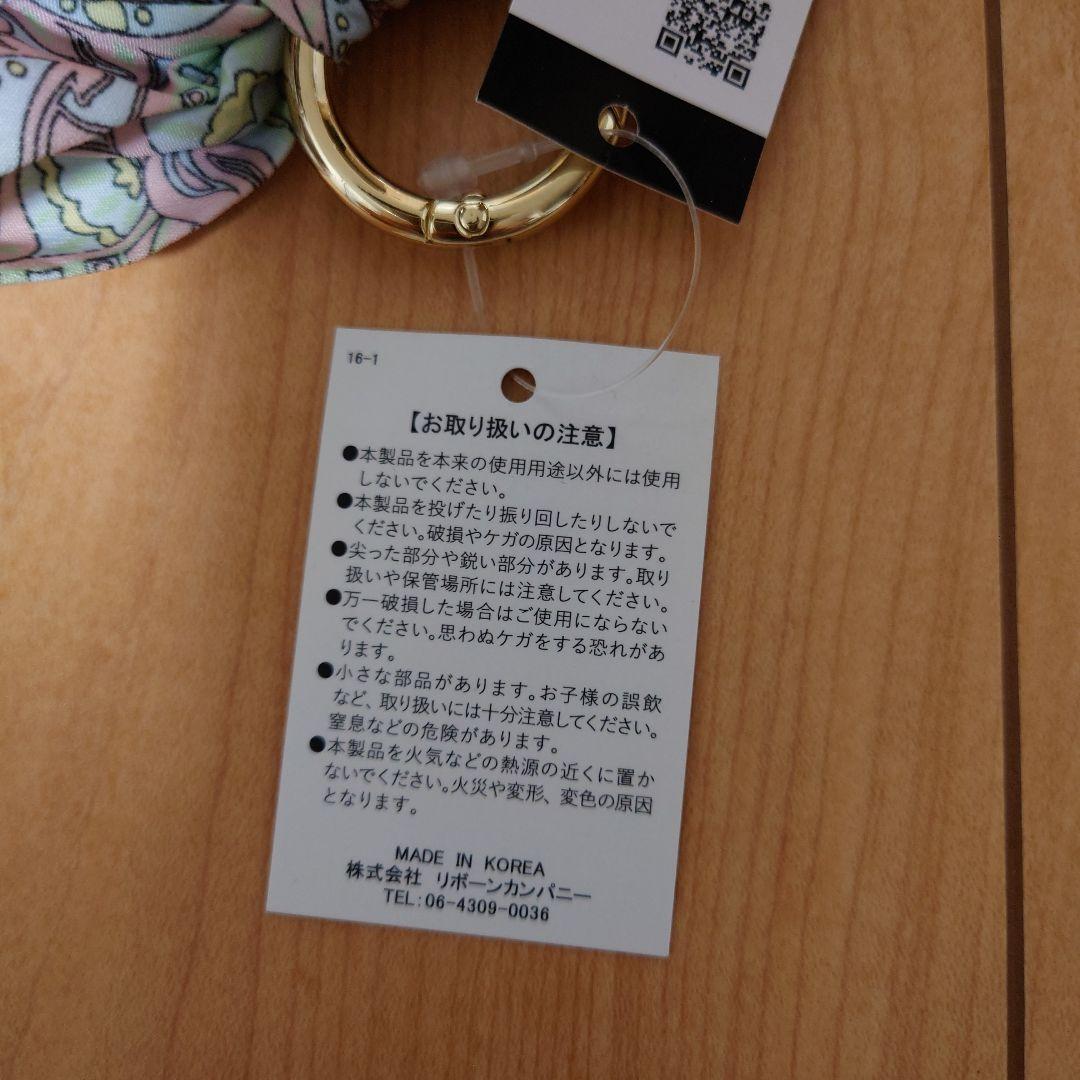 16-1
【お取り扱いの注意】
●本製品を本来の使用用途以外には使用
しないでください。
●本製品を投げたり振り回したりしないで
ください。破損やケガの原因となります。
●尖った部分や鋭い部分があります。取り
扱いや保管場所には注意してください。
●万一破損した場合はご使用にならない
でください。思わぬケガをする恐れがあ
ります。
●小さな部品があります。お子様の誤飲
など、取り扱いには十分注意してください。
窒息などの危険があります。
●本製品を火気などの熱源の近くに置か
ないでください。火災や変形、変色の原因
となります。
MADE IN KOREA
株式会社 リボーンカンパニー
TEL:06-4309-0036